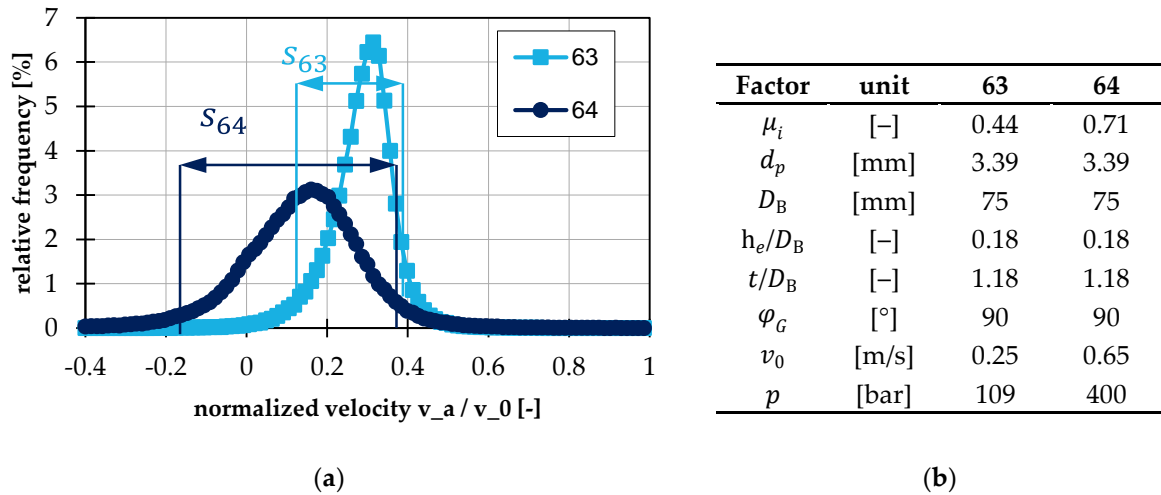 7
6
5
4
3
2
1
0
relative frequency [%]
-0.4
-0.2
0
0.2
0.4
0.6
0.8
1
normalized velocity v_a / v_0 [-]
S63
S64
63
64
(a)
Factor unit 63 64
μi [–] 0.44 0.71
dp [mm] 3.39 3.39
DB [mm] 75 75
he/DB [–] 0.18 0.18
t/DB [–] 1.18 1.18
φG [°] 90 90
v0 [m/s] 0.25 0.65
p [bar] 109 400
(b)